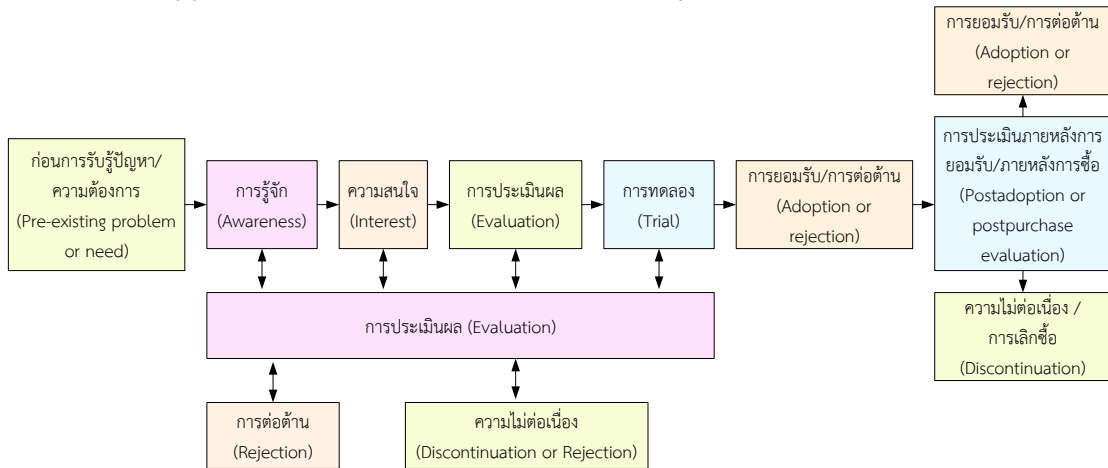 การยอมรับ/การต่อต้าน
(Adoption or
rejection)
ก่อนการรับรู้ปัญหา/
ความต้องการ
(Pre-existing problem
or need)
การรู้จัก
(Awareness)
ความสนใจ
(Interest)
การประเมินผล
(Evaluation)
การทดลอง
(Trial)
การยอมรับ/การต่อต้าน
(Adoption or
rejection)
การประเมินภายหลังการ
ยอมรับ/ภายหลังการซื้อ
(Postadoption or
postpurchase
evaluation)
การประเมินผล (Evaluation)
ความไม่ต่อเนื่อง /
การเลิกซื้อ
(Discontinuation)
การต่อต้าน
(Rejection)
ความไม่ต่อเนื่อง
(Discontinuation or Rejection)